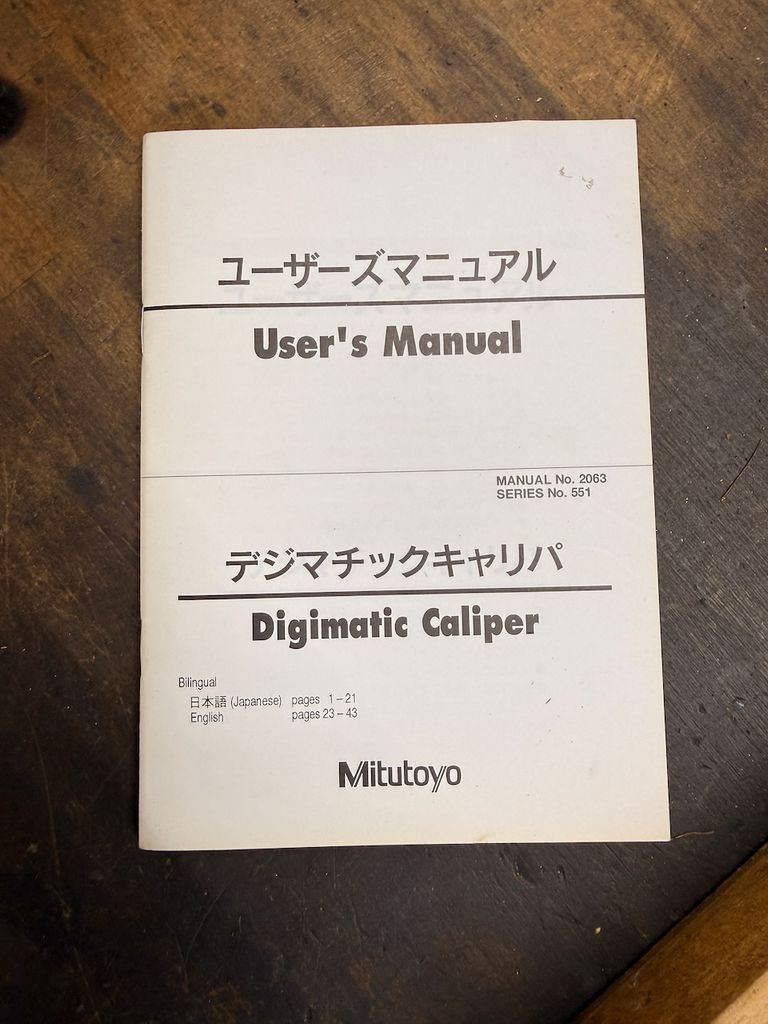 ユーザーズマニュアル
User's Manual
MANUAL No. 2063
SERIES No. 551
デジマチックキャリパ
Digimatic Caliper
Bilingual
日本語 (Japanese) pages 1 – 21
English pages 23 – 43
Mitutoyo